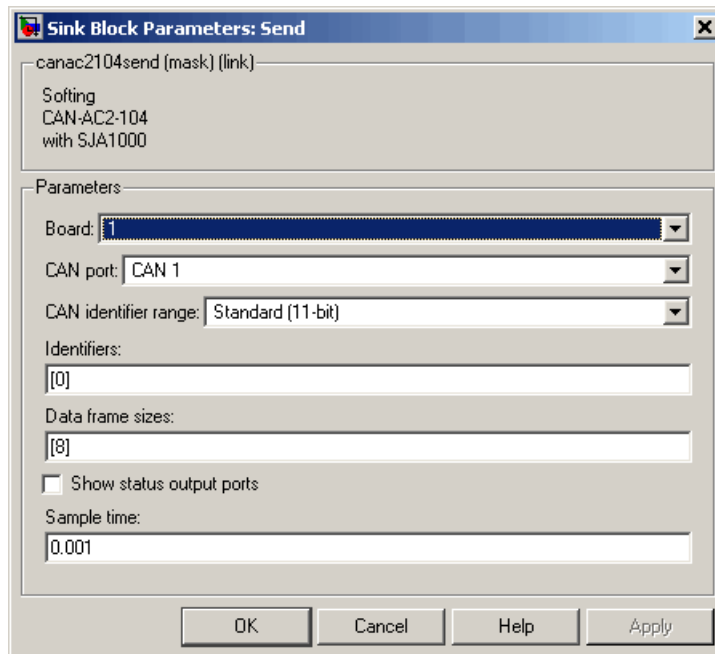 Sink Block Parameters: Send
canac2104send (mask) (link)
Softing
CAN-AC2-104
with SJA1000
Parameters
Board: 1
CAN port: CAN 1
CAN identifier range: Standard (11-bit)
Identifiers:
[0]
Data frame sizes:
[8]
Show status output ports
Sample time:
0.001
OK Cancel Help Apply